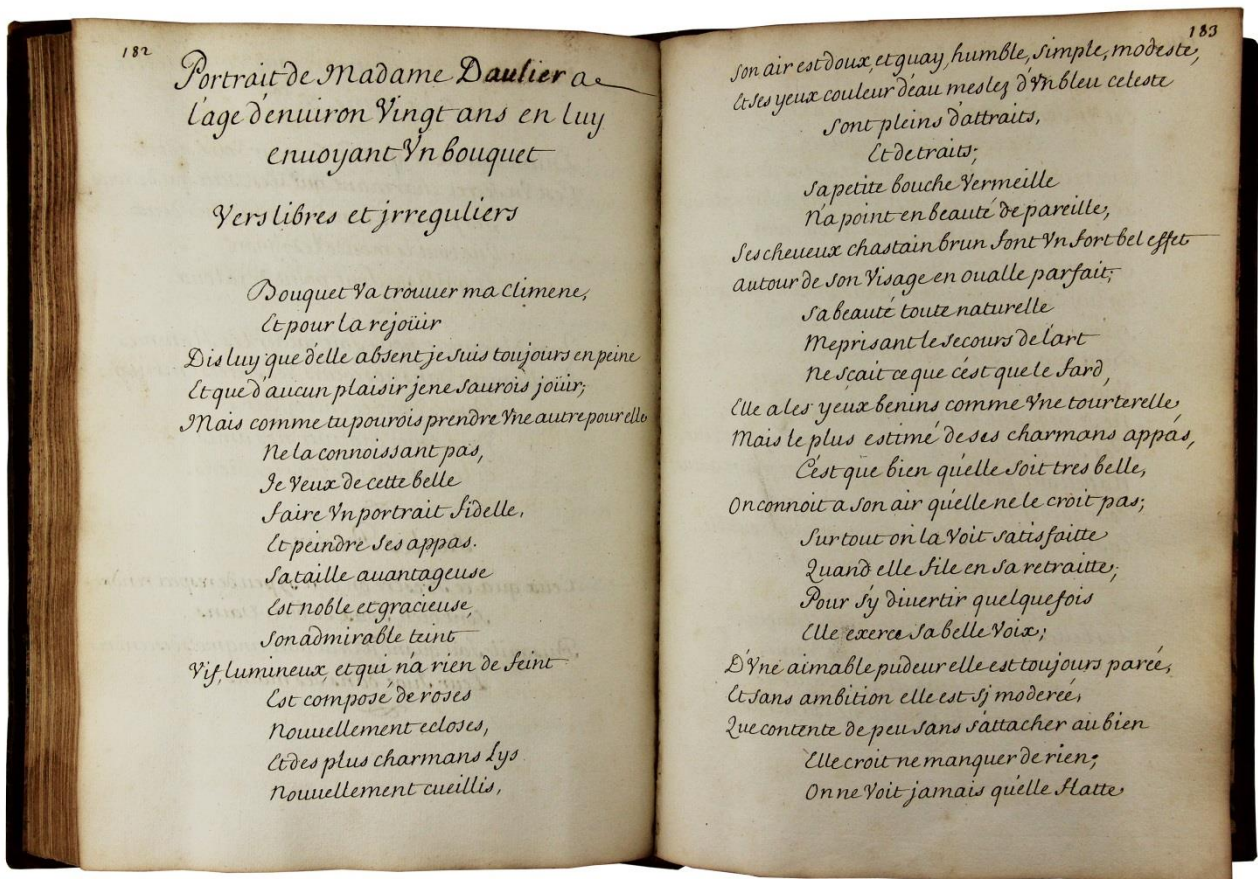 182
Portrait de Madame Daulier a
l'age d'enuiron Vingt ans en luy
enuoyant Vn bouquet
Vers libres et jrreguliers
Bouquet Va trouuer ma Climene,
Et pour la rejoüir
Dis luy que d'elle absent je suis toujours en peine
Et que d'aucun plaisir je ne saurois joüir;
Mais comme tu pourois prendre Vne autre pour elle
Ne la connoissant pas,
Je Veux de cette belle
faire Vn portrait fidelle,
Et peindre ses appas.
Sa taille auantageuse
Est noble et gracieuse,
Son admirable teint
Vif, lumineux, et qui n'a rien de feint
Est composé de roses
Nouuellement ecloses,
Et des plus charmans Lys
Nouuellement cueillis,
183
Son air est doux, et guay, humble, simple, modeste,
Et ses yeux couleur d'eau meslez d'Vn bleu celeste
Sont pleins d'attraits,
Et de traits;
Sa petite bouche Vermeille
N'a point en beauté de pareille,
Ses cheueux chastain brun font Vn fort bel effet
autour de son Visage en oualle parfait;
Sa beauté toute naturelle
Meprisant le secours de l'art
Ne sçait ce que c'est que le fard,
Elle a les yeux benins comme Vne tourterelle,
Mais le plus estimé de ses charmans appas,
C'est que bien qu'elle soit tres belle,
On connoit a son air qu'elle ne le croit pas;
Surtout on la Voit satisfaitte
Quand elle file en sa retraitte;
Pour s'y diuertir quelquefois
Elle exerce sa belle Voix;
D'Vne aimable pudeur elle est toujours parée,
Et sans ambition elle est sj moderée,
Que contente de peu sans s'attacher au bien
Elle croit ne manquer de rien;
On ne Voit jamais qu'elle flatte